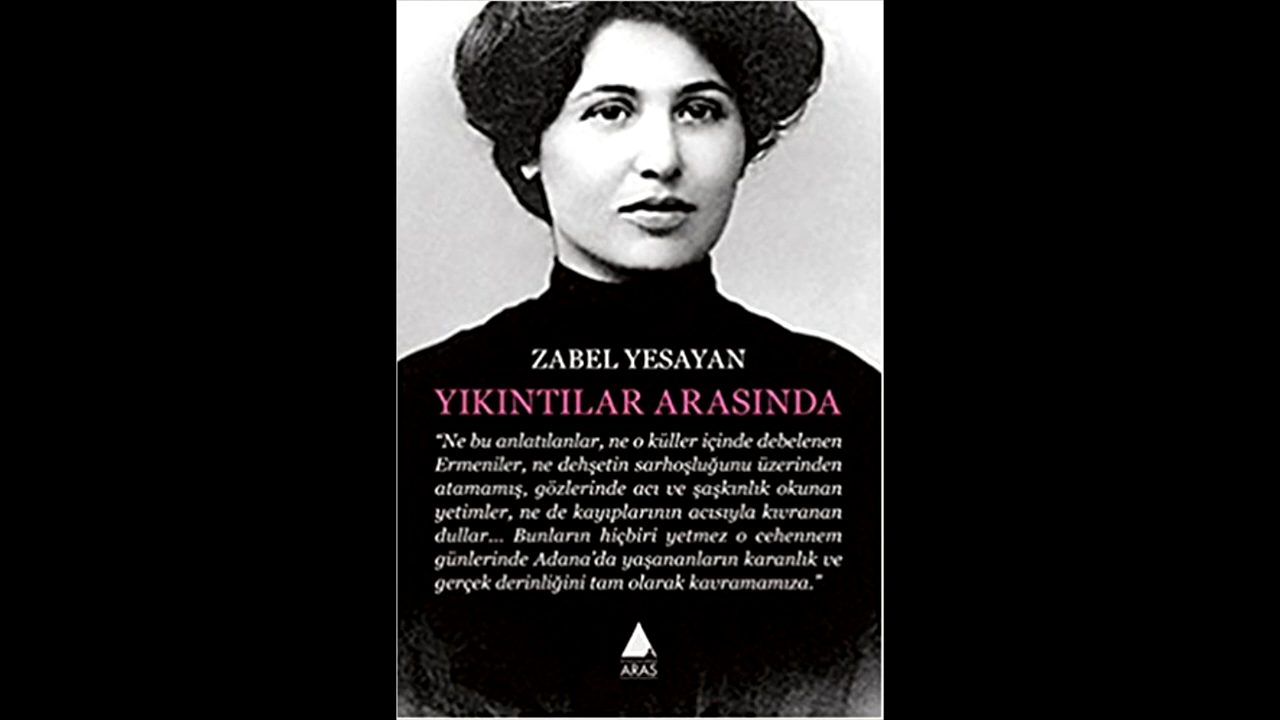 ZABEL YESAYAN
YIKINTILAR ARASINDA
“Ne bu anlatılanlar, ne o küller içinde debelenen
Ermeniler, ne dehşetin sarhoşluğunu üzerinden
atamamış, gözlerinde acı ve şaşkınlık okunan
yetimler, ne de kayıplarının acısıyla kıvranan
dullar... Bunların hiçbiri yetmez o cehennem
günlerinde Adana’da yaşananların karanlık ve
gerçek derinliğini tam olarak kavramamıza.”
ARAS